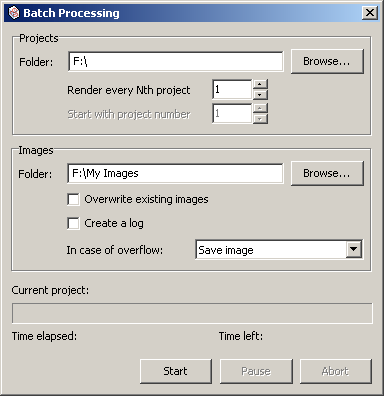 Batch Processing
Projects
Folder: F:\ Browse...
Render every Nth project 1
Start with project number 1
Images
Folder: F:\My Images Browse...
Overwrite existing images
Create a log
In case of overflow: Save image
Current project:
Time elapsed: Time left:
Start Pause Abort